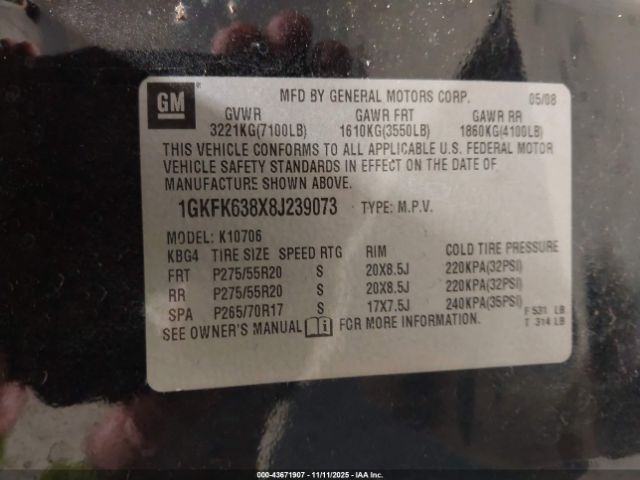 GM ®
MFD BY GENERAL MOTORS CORP. 05/08
GVWR GAWR FRT GAWR RR
3221KG(7100LB) 1610KG(3550LB) 1860KG(4100LB)
THIS VEHICLE CONFORMS TO ALL APPLICABLE U.S. FEDERAL MOTOR
VEHICLE SAFETY STANDARDS IN EFFECT ON THE DATE OF
MANUFACTURE SHOWN ABOVE.
1GKFK638X8J239073 TYPE: M.P.V.
MODEL: K10706
KBG4 TIRE SIZE SPEED RTG RIM COLD TIRE PRESSURE
FRT P275/55R20 S 20X8.5J 220KPA(32PSI)
RR P275/55R20 S 20X8.5J 220KPA(32PSI)
SPA P265/70R17 S 17X7.5J 240KPA(35PSI)
F 531 LB
SEE OWNER'S MANUAL FOR MORE INFORMATION. T 314 LB
000-43671907 - 11/11/2025 - © IAA Inc.